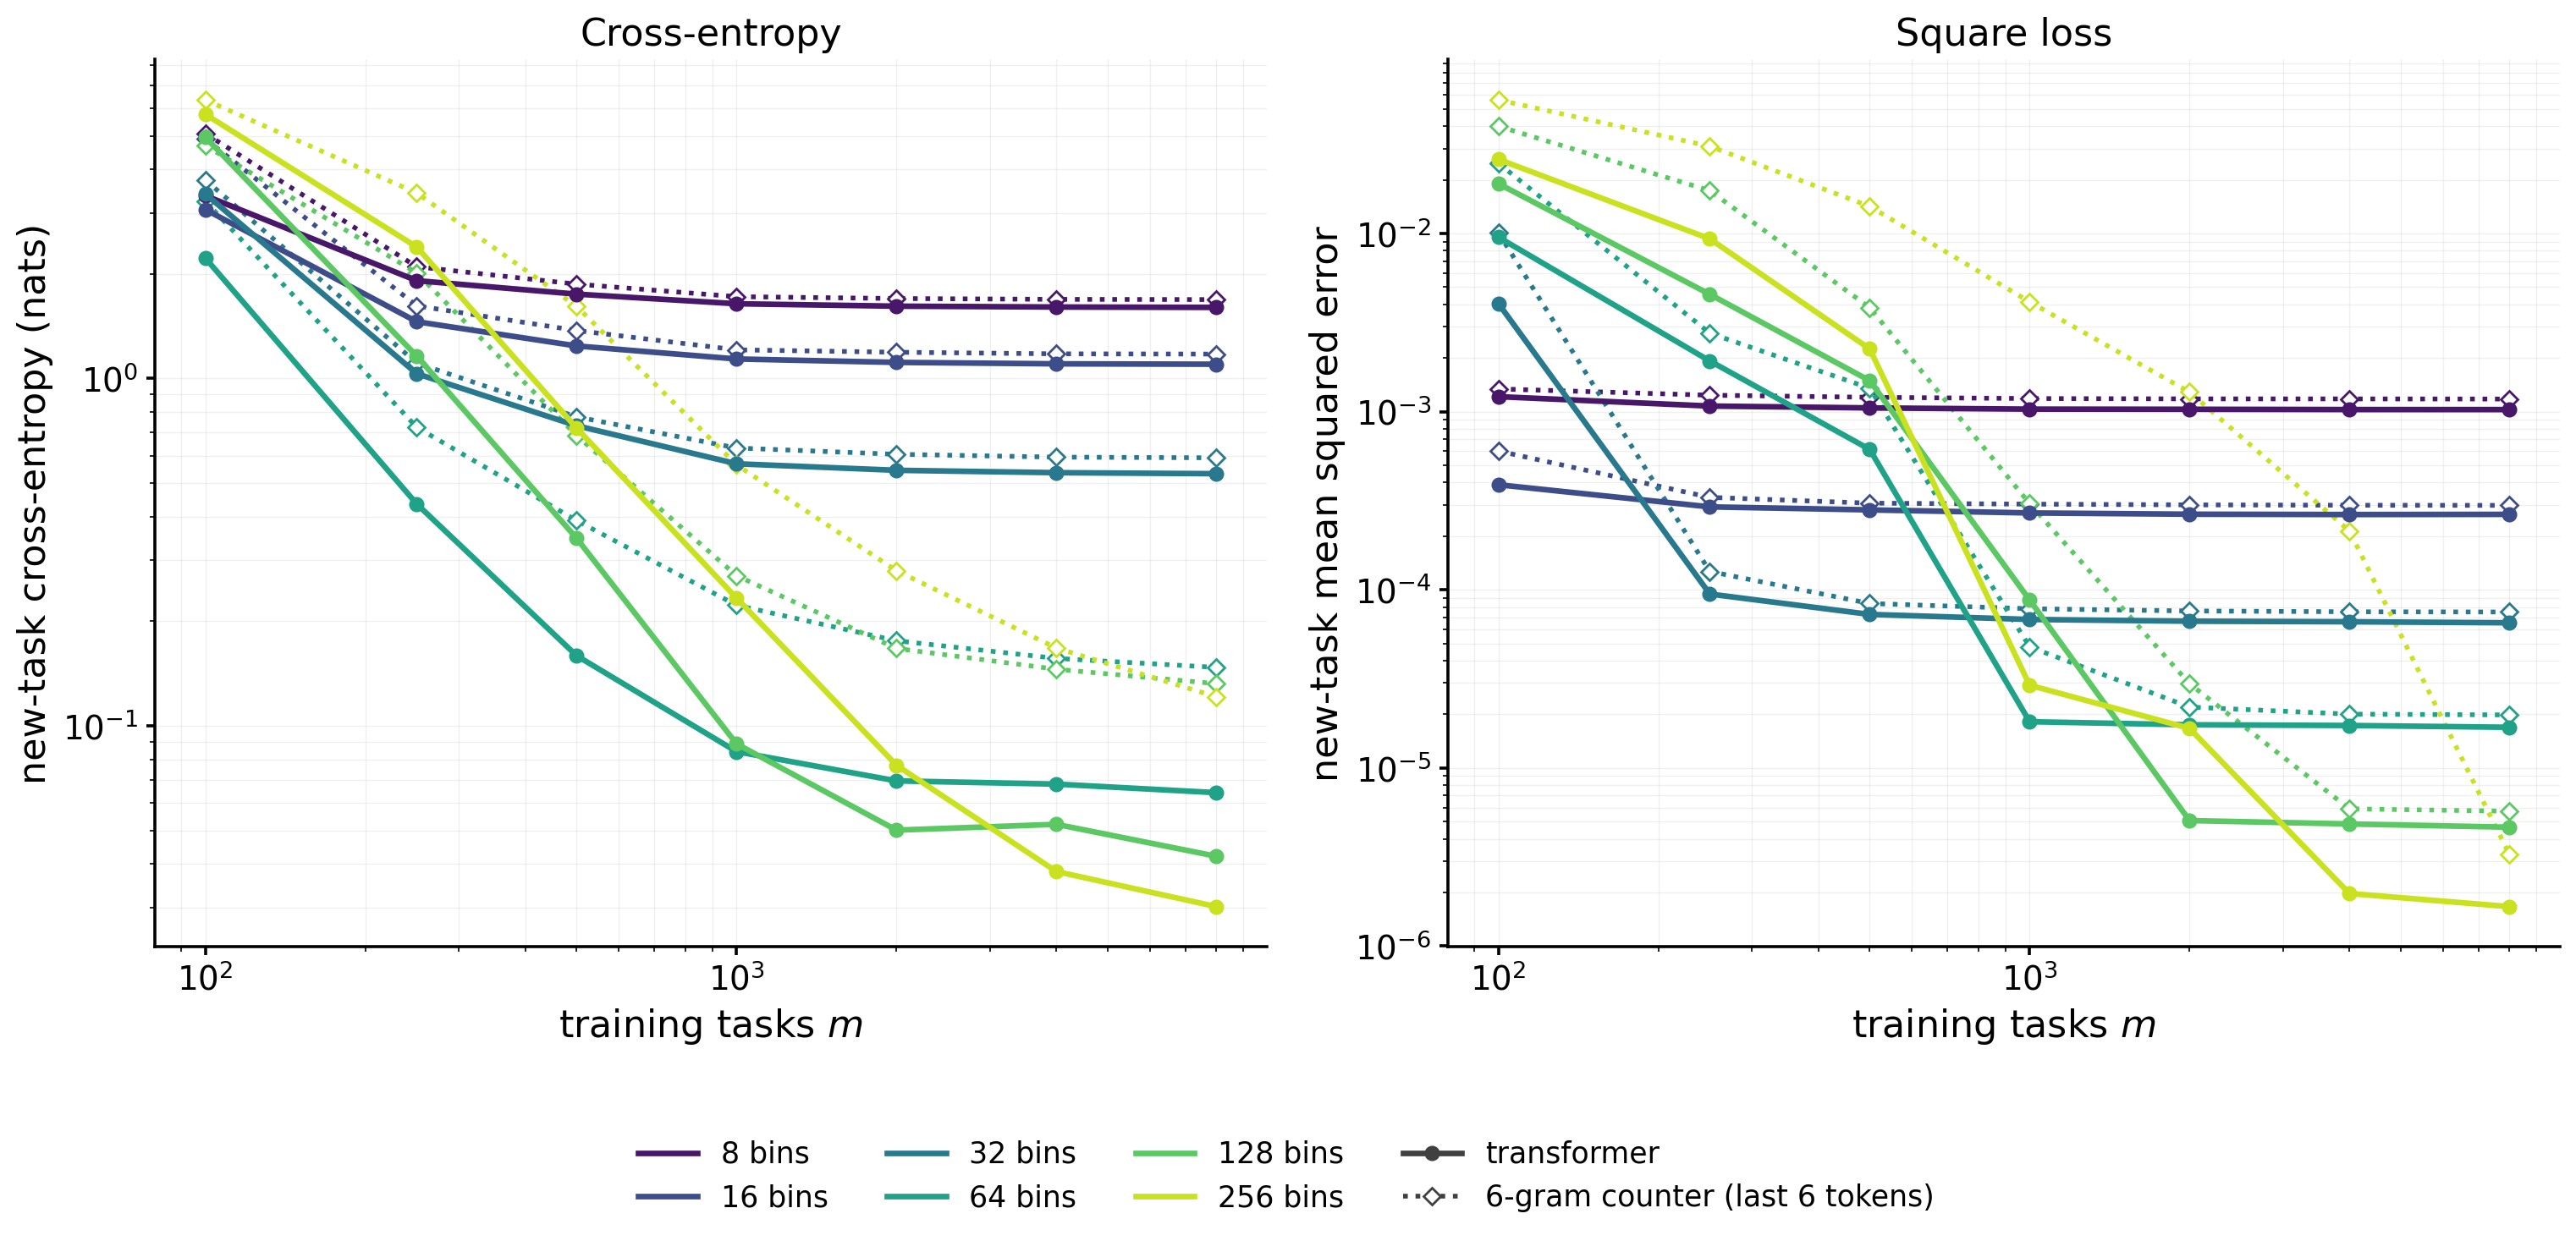 Cross-entropy
new-task cross-entropy (nats)
10⁰
10⁻¹
10²
10³
training tasks m
Square loss
new-task mean squared error
10⁻²
10⁻³
10⁻⁴
10⁻⁵
10⁻⁶
10²
10³
training tasks m
8 bins
16 bins
32 bins
64 bins
128 bins
256 bins
transformer
6-gram counter (last 6 tokens)